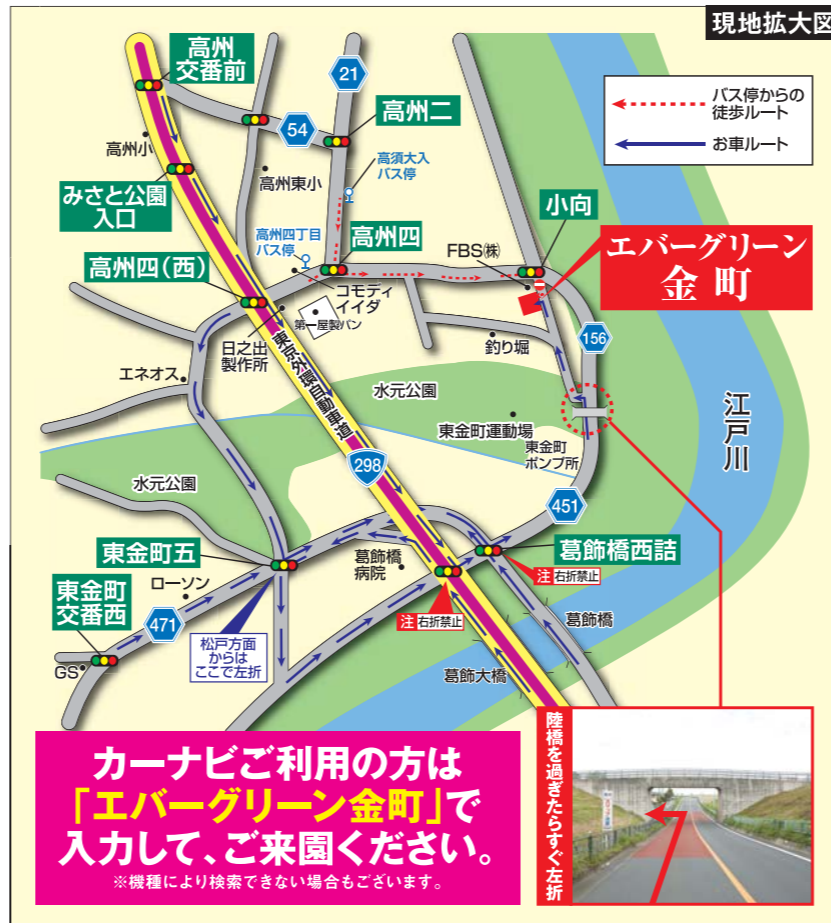 現地拡大図
バス停からの
徒歩ルート
お車ルート
高州
交番前
21
54
高州二
高州小
高州東小
高須大入
バス停
みさと公園
入口
高州四丁目
バス停
高州四
小向
FBS㈱
エバーグリーン
金町
高州四(西)
コモディ
イイダ
第一屋製パン
日之出
製作所
釣り堀
156
エネオス
東京外環自動車道
水元公園
東金町運動場
東金町
ポンプ所
江戸川
298
水元公園
451
東金町五
葛飾橋
病院
葛飾橋西詰
注 右折禁止
ローソン
東金町
交番西
471
注 右折禁止
松戸方面
からは
ここで左折
葛飾橋
GS
葛飾大橋
カーナビご利用の方は
「エバーグリーン金町」で
入力して、ご来園ください。
※機種により検索できない場合もございます。
陸橋を過ぎたらすぐ左折